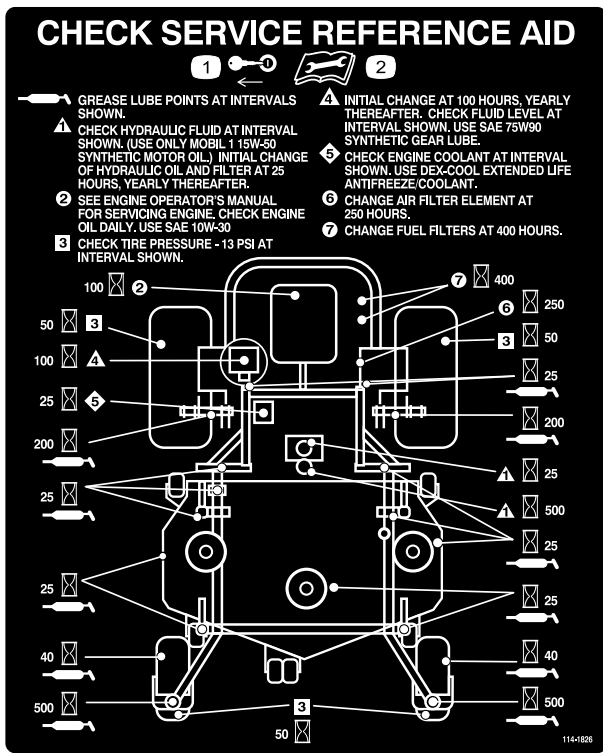 CHECK SERVICE REFERENCE AID
1 2
GREASE LUBE POINTS AT INTERVALS
SHOWN.
1 CHECK HYDRAULIC FLUID AT INTERVAL
SHOWN. (USE ONLY MOBIL 1 15W-50
SYNTHETIC MOTOR OIL.) INITIAL CHANGE
OF HYDRAULIC OIL AND FILTER AT 25
HOURS, YEARLY THEREAFTER.
2 SEE ENGINE OPERATOR'S MANUAL
FOR SERVICING ENGINE. CHECK ENGINE
OIL DAILY. USE SAE 10W-30
3 CHECK TIRE PRESSURE - 13 PSI AT
INTERVAL SHOWN.
4 INITIAL CHANGE AT 100 HOURS, YEARLY
THEREAFTER. CHECK FLUID LEVEL AT
INTERVAL SHOWN. USE SAE 75W90
SYNTHETIC GEAR LUBE.
5 CHECK ENGINE COOLANT AT INTERVAL
SHOWN. USE DEX-COOL EXTENDED LIFE
ANTIFREEZE/COOLANT.
6 CHANGE AIR FILTER ELEMENT AT
250 HOURS.
7 CHANGE FUEL FILTERS AT 400 HOURS.
100 2
50 3
100 4
25 5
200
25
25
40
500
7 400
6 250
3 50
25
200
1 25
1 500
25
25
40
500
3
50
114-1826